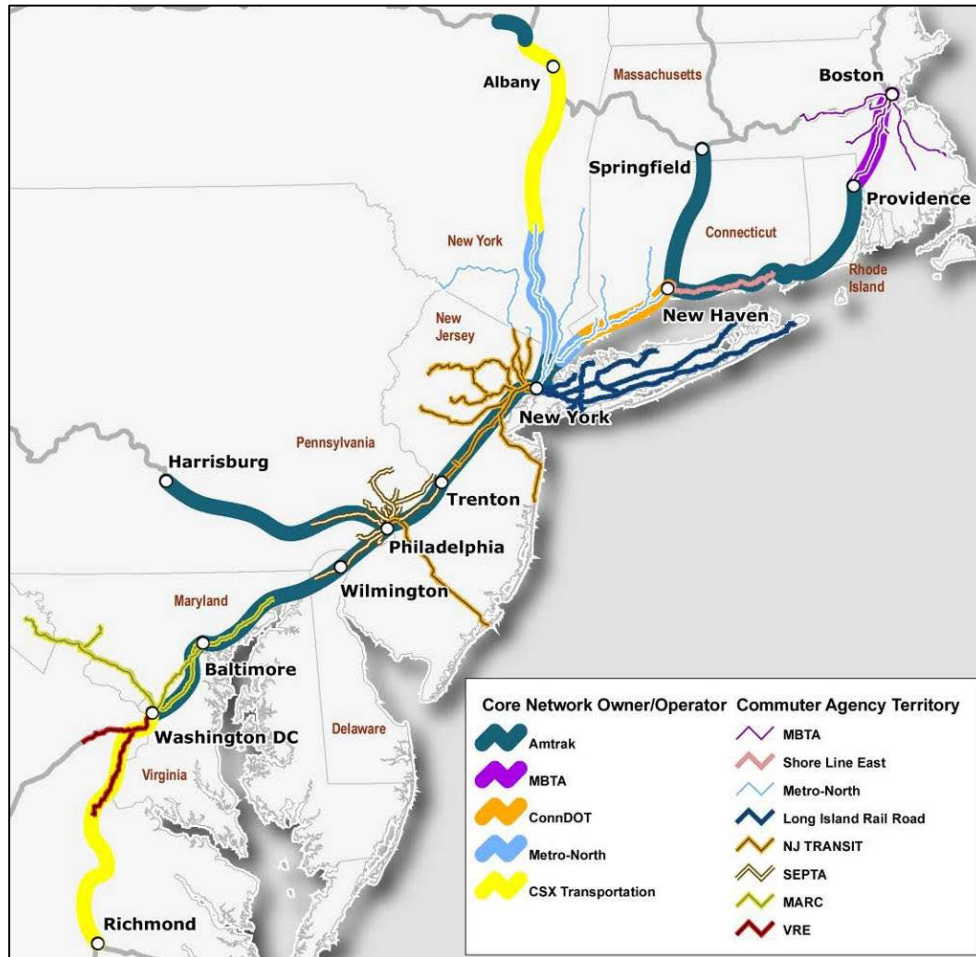 Albany
Massachusetts
Boston
Springfield
Providence
New York
Connecticut
Rhode
Island
New Haven
New
Jersey
New York
Pennsylvania
Harrisburg
Trenton
Philadelphia
Wilmington
Maryland
Baltimore
Washington DC
Delaware
Virginia
Richmond
Core Network Owner/Operator
Amtrak
MBTA
ConnDOT
Metro-North
CSX Transportation
Commuter Agency Territory
MBTA
Shore Line East
Metro-North
Long Island Rail Road
NJ TRANSIT
SEPTA
MARC
VRE